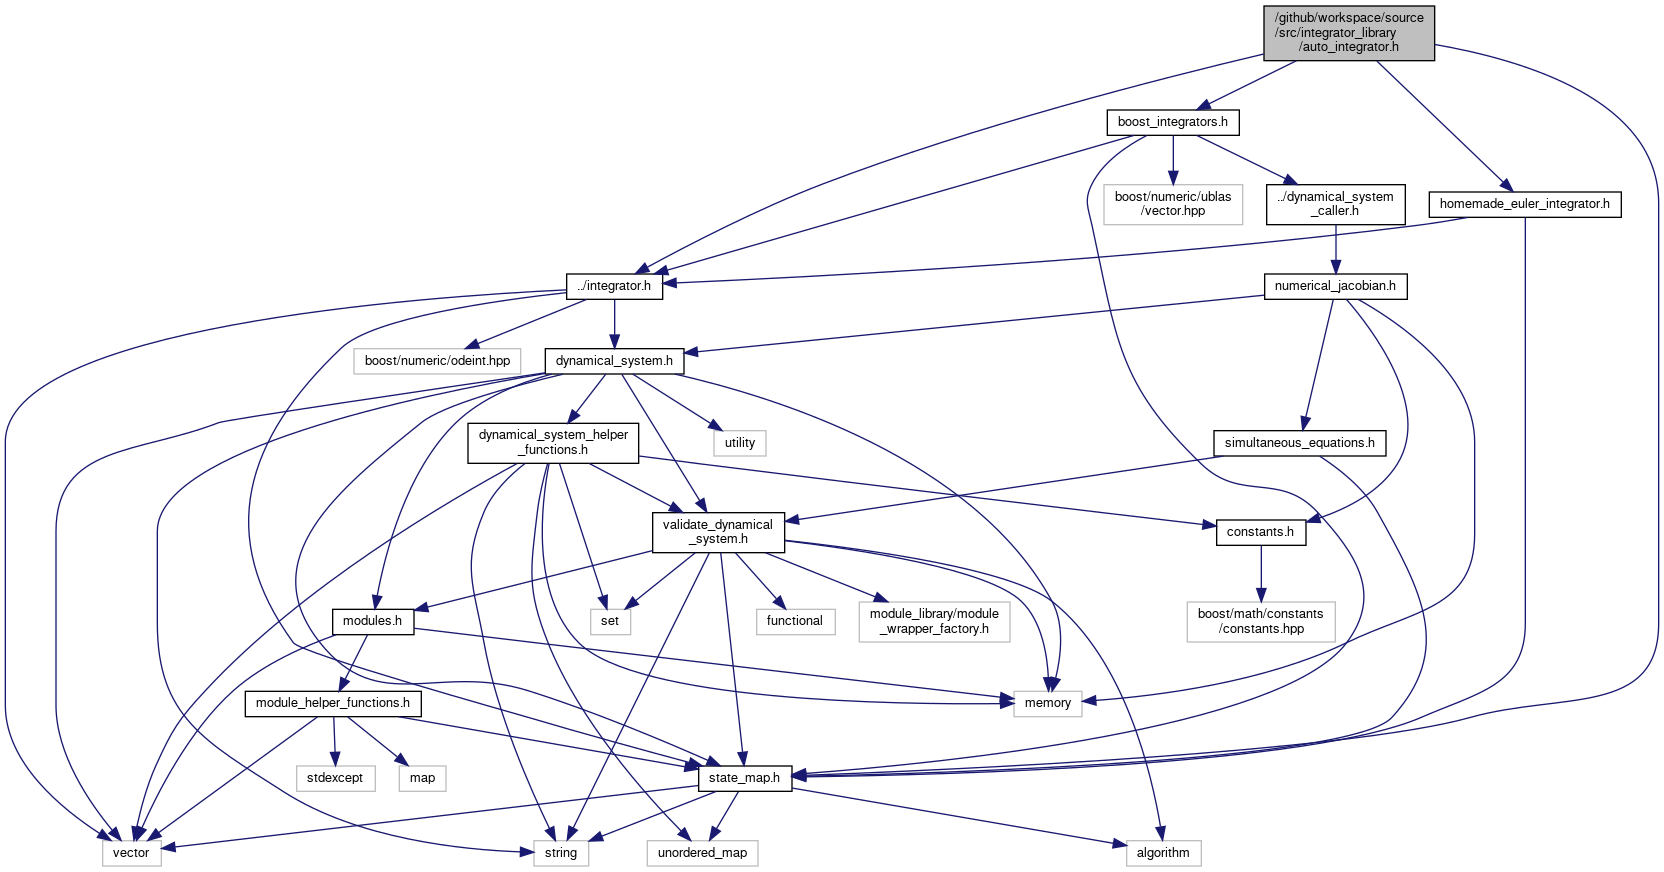 /github/workspace/source
/src/integrator_library
/auto_integrator.h
boost_integrators.h
boost/numeric/ublas
/vector.hpp
../dynamical_system
_caller.h
homemade_euler_integrator.h
../integrator.h
numerical_jacobian.h
boost/numeric/odeint.hpp
dynamical_system.h
dynamical_system_helper
_functions.h
utility
simultaneous_equations.h
validate_dynamical
_system.h
constants.h
modules.h
set
functional
module_library/module
_wrapper_factory.h
boost/math/constants
/constants.hpp
module_helper_functions.h
memory
stdexcept
map
state_map.h
vector
string
unordered_map
algorithm